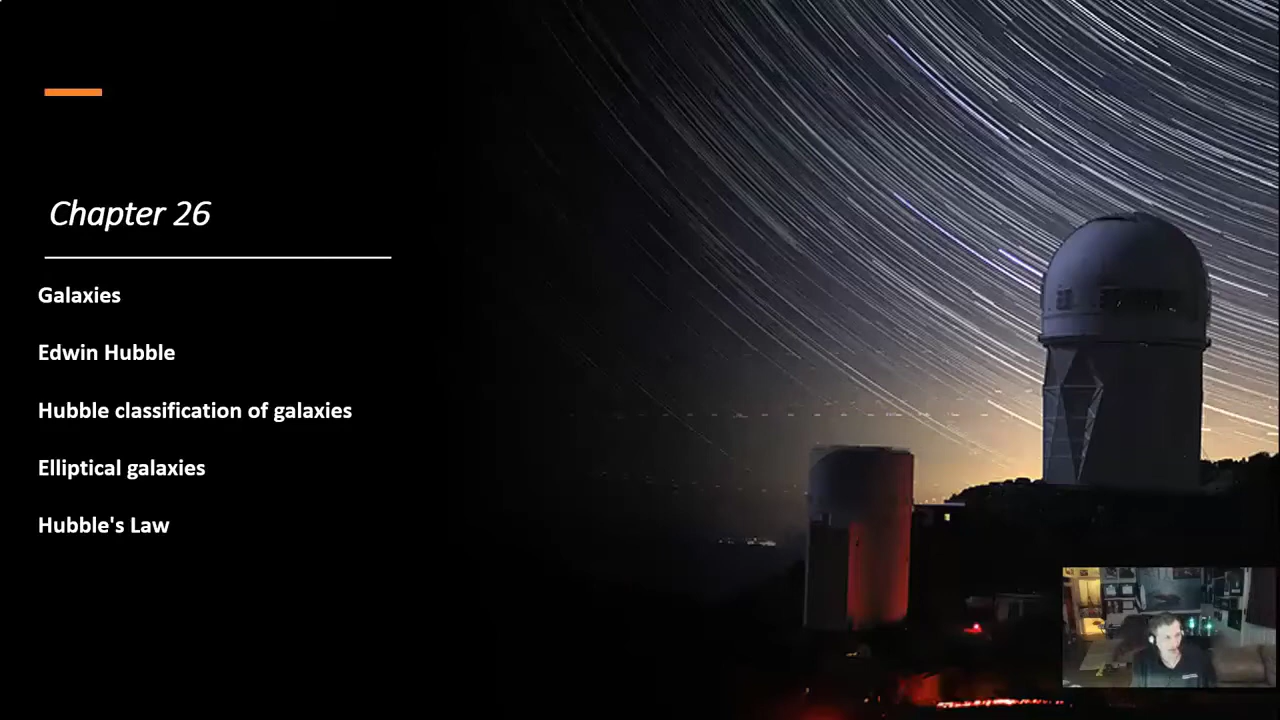 Chapter 26
Galaxies
Edwin Hubble
Hubble classification of galaxies
Elliptical galaxies
Hubble's Law